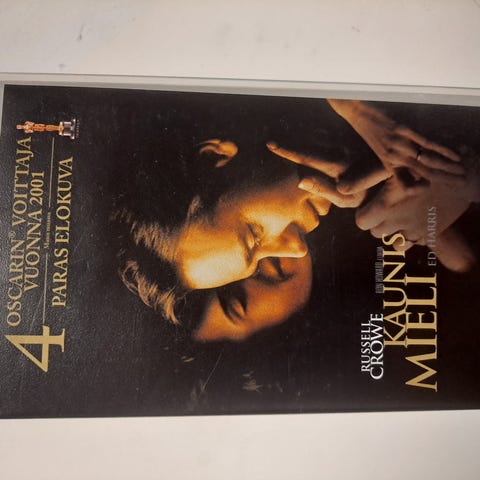 4 OSCARIN® VOITTAJA
VUONNA 2001
PARAS ELOKUVA
RUSSELL
CROWE
KAUNIS
MIELI
ED HARRIS